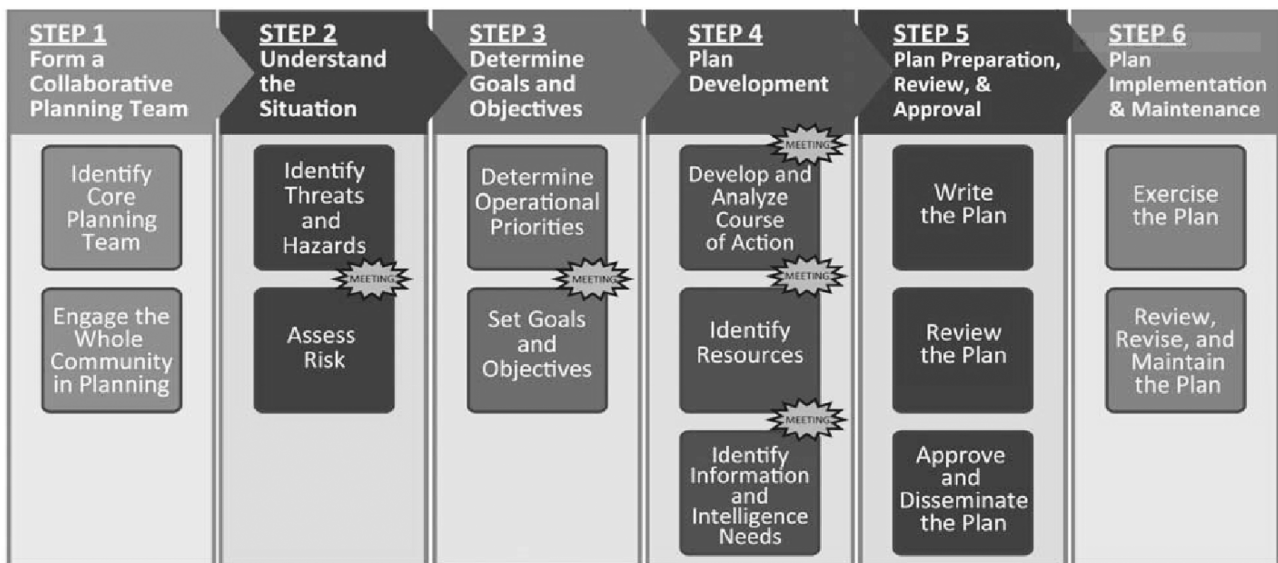 STEP 1
Form a
Collaborative
Planning Team
STEP 2
Understand
the
Situation
STEP 3
Determine
Goals and
Objectives
STEP 4
Plan
Development
STEP 5
Plan Preparation,
Review, &
Approval
STEP 6
Plan
Implementation
& Maintenance
Identify
Core
Planning
Team
Engage the
Whole
Community
in Planning
Identify
Threats
and
Hazards
MEETING
Assess
Risk
Determine
Operational
Priorities
MEETING
Set Goals
and
Objectives
MEETING
Develop and
Analyze
Course
of Action
MEETING
Identify
Resources
MEETING
Identify
Information
and
Intelligence
Needs
Write
the Plan
Review
the Plan
Approve
and
Disseminate
the Plan
Exercise
the Plan
Review,
Revise, and
Maintain
the Plan